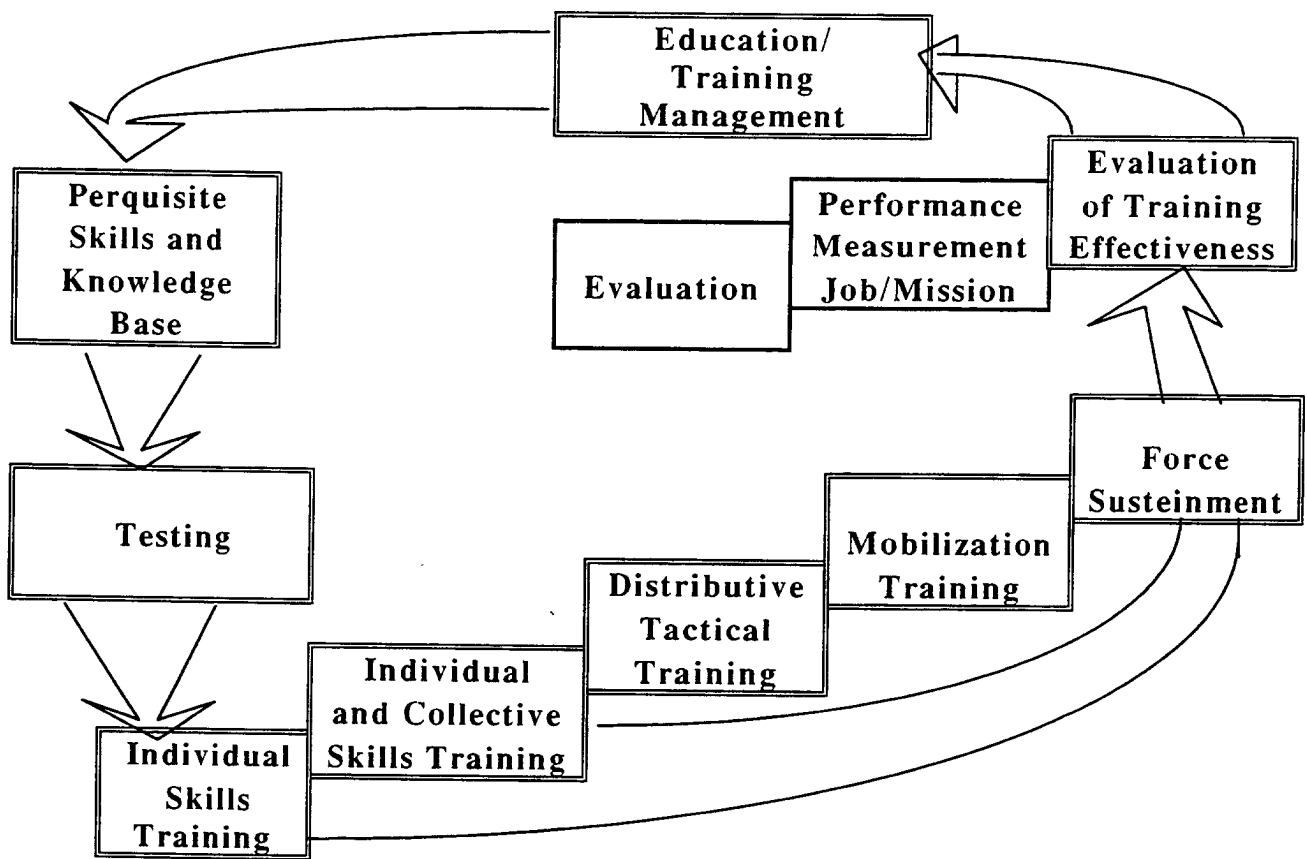 Education/
Training
Management
Perquisite
Skills and
Knowledge
Base
Evaluation
of Training
Effectiveness
Performance
Measurement
Job/Mission
Evaluation
Testing
Force
Susteinment
Mobilization
Training
Distributive
Tactical
Training
Individual
and Collective
Skills Training
Individual
Skills
Training